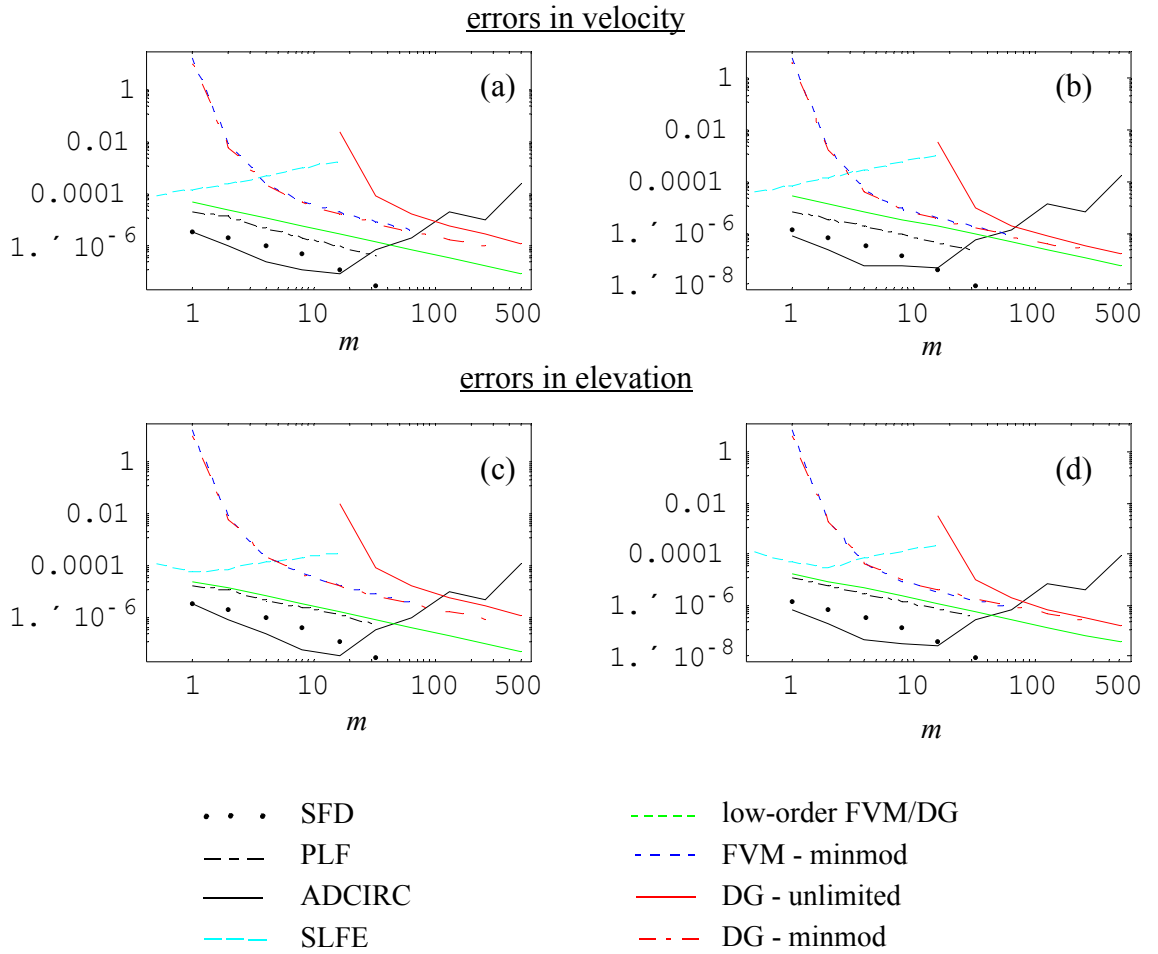 errors in velocity
(a)
1
0.01
0.0001
1.´ 10-6
1 10 100 500
m
(b)
1
0.01
0.0001
1.´ 10-6
1.´ 10-8
1 10 100 500
m
errors in elevation
(c)
1
0.01
0.0001
1.´ 10-6
1 10 100 500
m
(d)
1
0.01
0.0001
1.´ 10-6
1.´ 10-8
1 10 100 500
m
SFD
PLF
ADCIRC
SLFE
low-order FVM/DG
FVM - minmod
DG - unlimited
DG - minmod